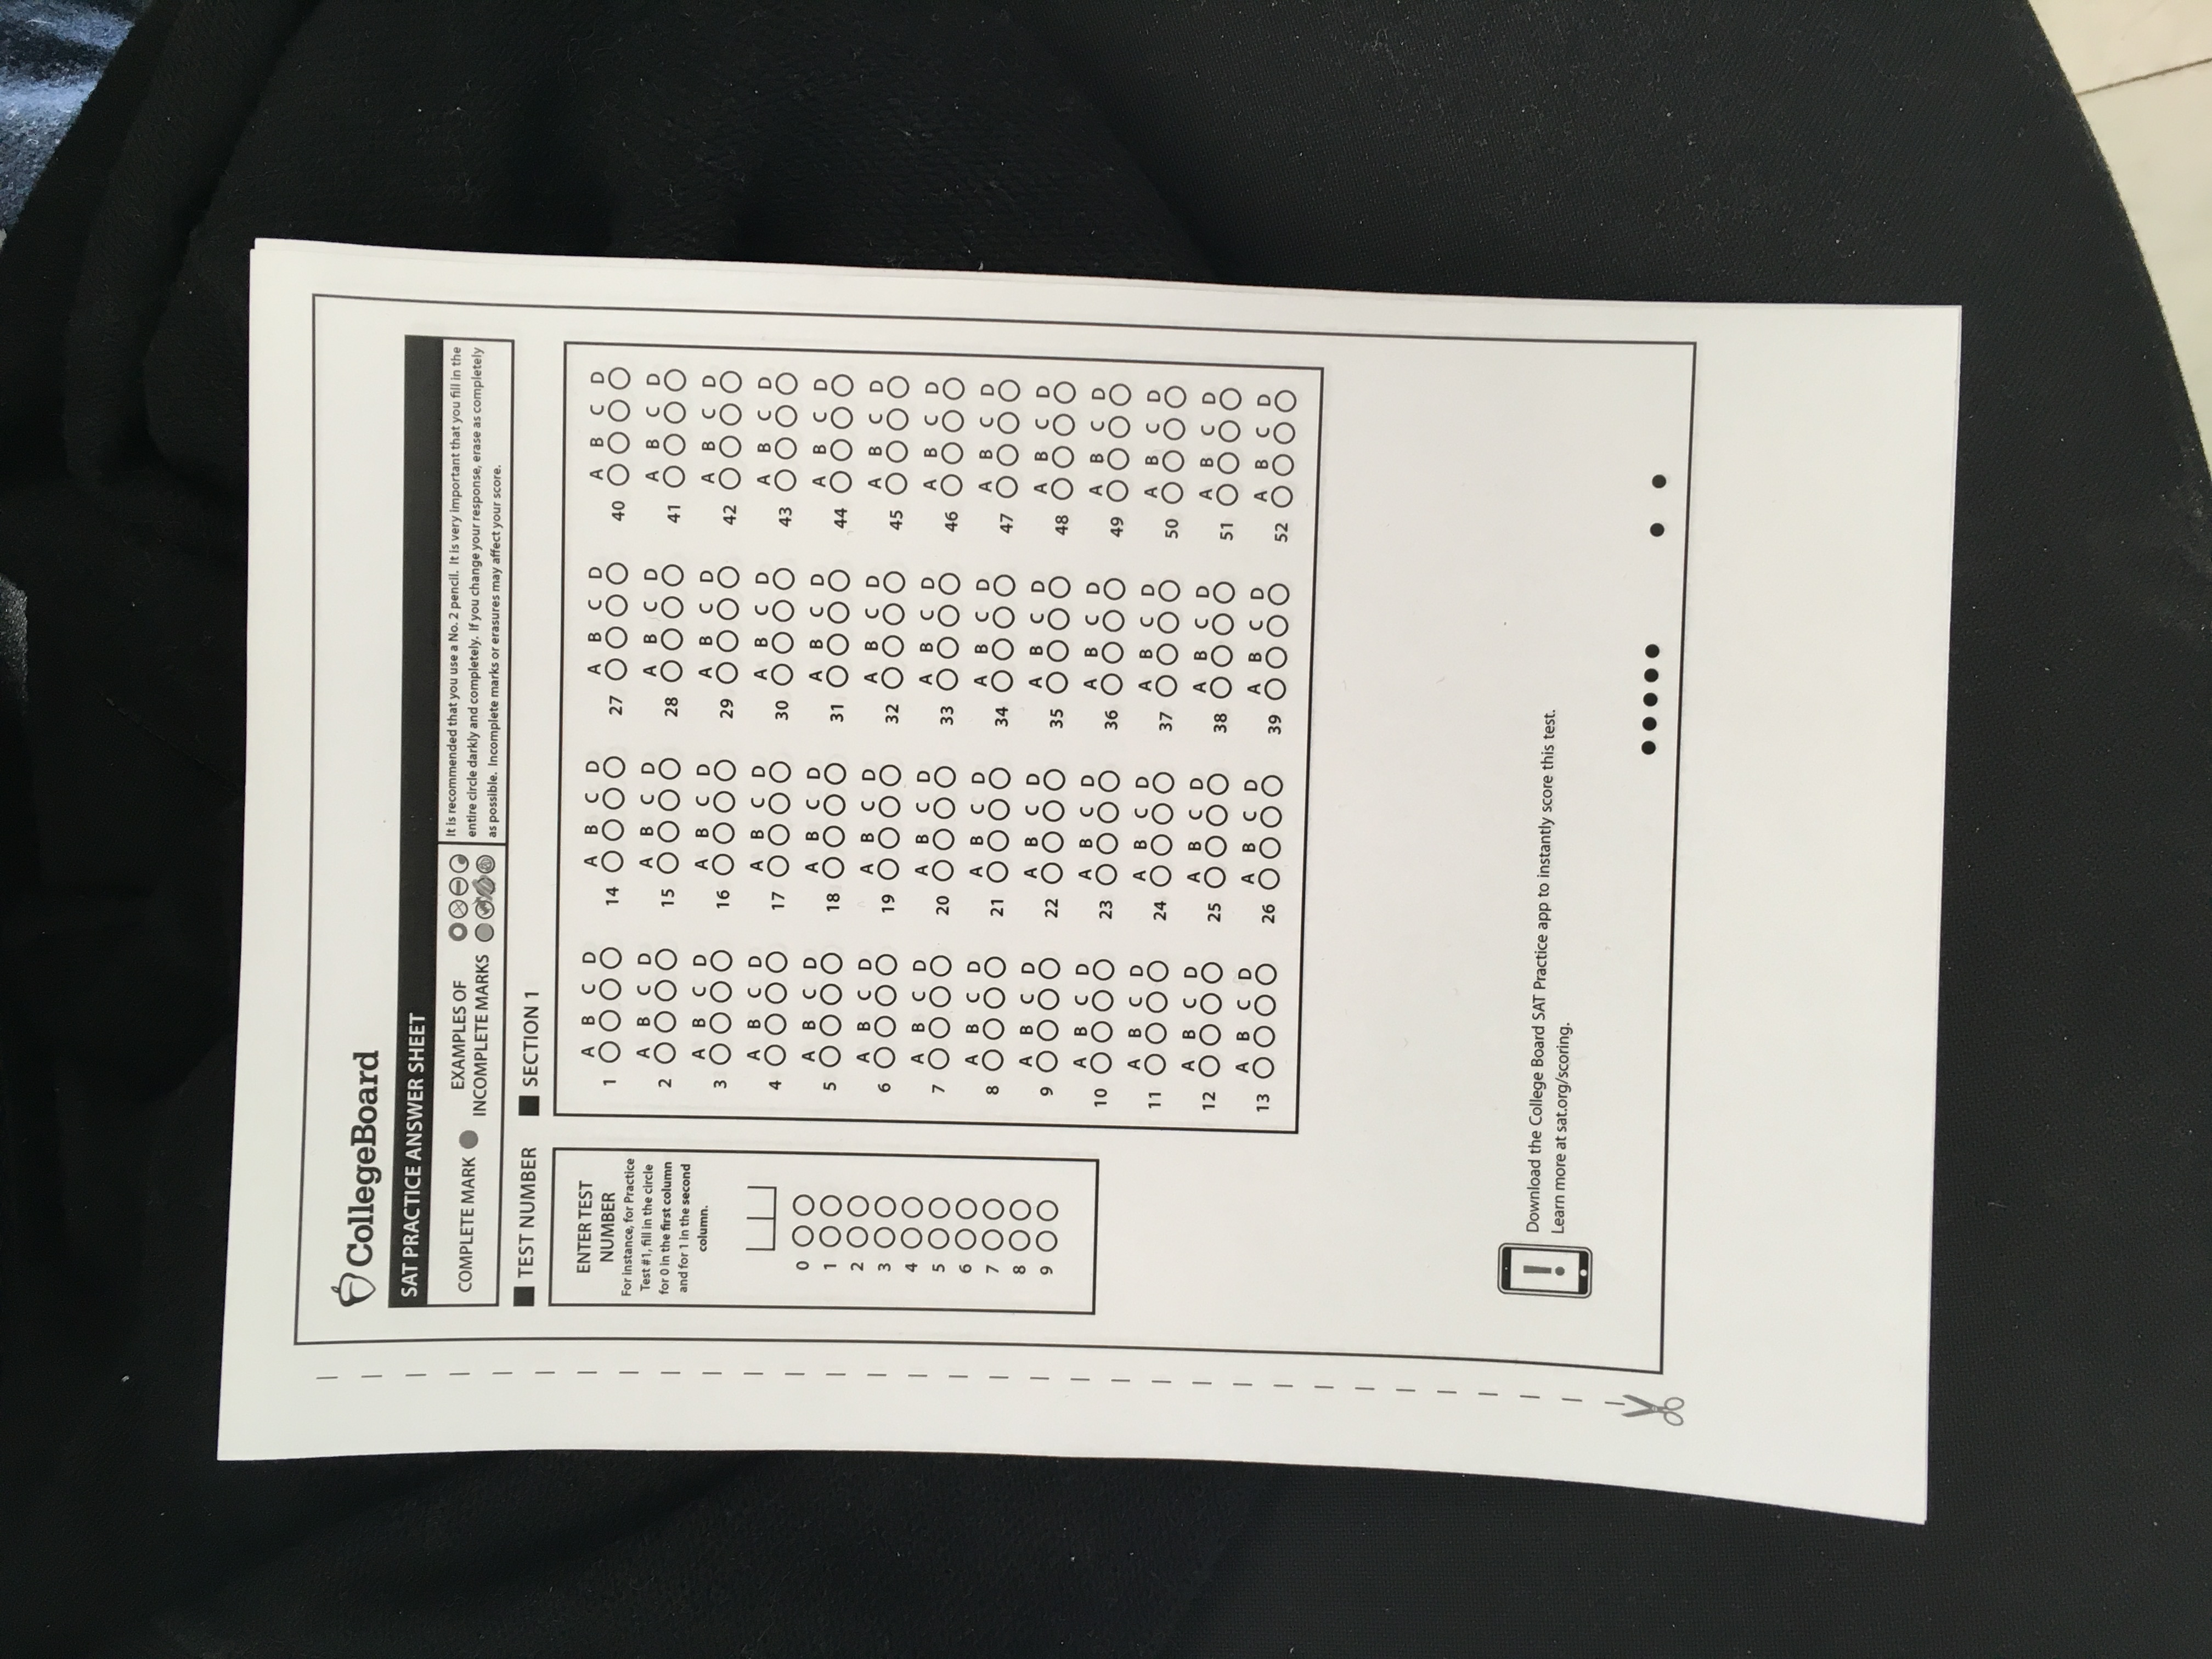 CollegeBoard
SAT PRACTICE ANSWER SHEET
COMPLETE MARK
EXAMPLES OF
INCOMPLETE MARKS
It is recommended that you use a No. 2 pencil. It is very important that you fill in the
entire circle darkly and completely. If you change your response, erase as completely
as possible. Incomplete marks or erasures may affect your score.
TEST NUMBER
ENTER TEST
NUMBER
For instance, for Practice
Test #1, fill in the circle
for 0 in the first column
and for 1 in the second
column.
0
1
2
3
4
5
6
7
8
9
SECTION 1
A B C D A B C D A B C D A B C D
1 14 27 40
A B C D A B C D A B C D A B C D
2 15 28 41
A B C D A B C D A B C D A B C D
3 16 29 42
A B C D A B C D A B C D A B C D
4 17 30 43
A B C D A B C D A B C D A B C D
5 18 31 44
A B C D A B C D A B C D A B C D
6 19 32 45
A B C D A B C D A B C D A B C D
7 20 33 46
A B C D A B C D A B C D A B C D
8 21 34 47
A B C D A B C D A B C D A B C D
9 22 35 48
A B C D A B C D A B C D A B C D
10 23 36 49
A B C D A B C D A B C D A B C D
11 24 37 50
A B C D A B C D A B C D A B C D
12 25 38 51
A B C D A B C D A B C D A B C D
13 26 39 52
!
Download the College Board SAT Practice app to instantly score this test.
Learn more at sat.org/scoring.